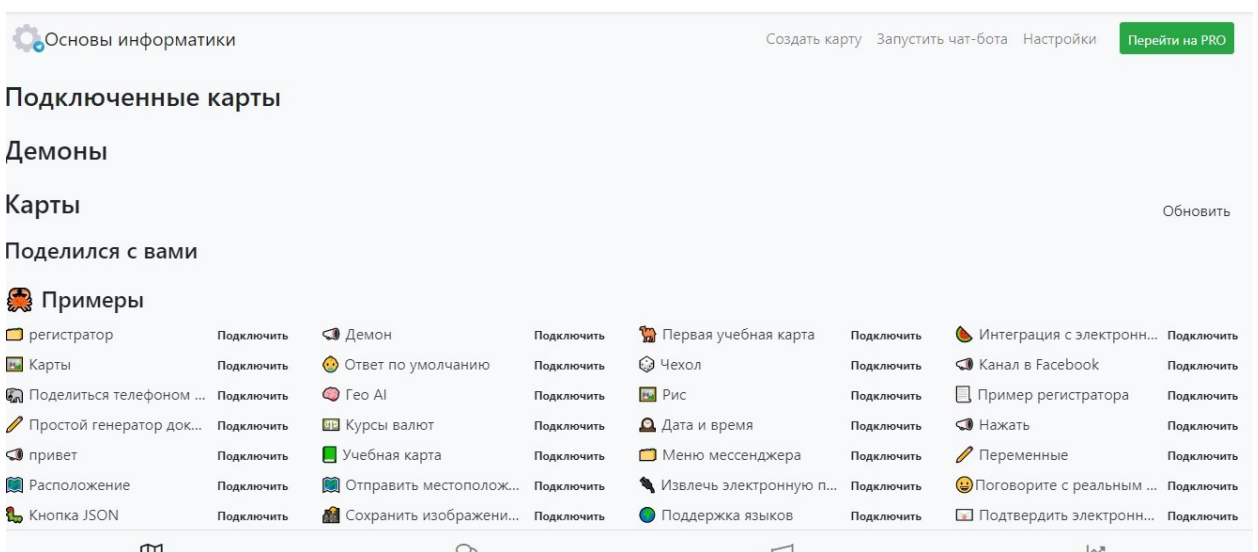 Основы информатики Создать карту Запустить чат-бота Настройки Перейти на PRO
Подключенные карты
Демоны
Карты Обновить
Поделился с вами
Примеры
регистратор Подключить Демон Подключить Первая учебная карта Подключить Интеграция с электронн... Подключить
Карты Подключить Ответ по умолчанию Подключить Чехол Подключить Канал в Facebook Подключить
Поделиться телефоном ... Подключить Гео AI Подключить Рис Подключить Пример регистратора Подключить
Простой генератор док... Подключить Курсы валют Подключить Дата и время Подключить Нажать Подключить
привет Подключить Учебная карта Подключить Меню мессенджера Подключить Переменные Подключить
Расположение Подключить Отправить местополож... Подключить Извлечь электронную п... Подключить Поговорите с реальным ... Подключить
Кнопка JSON Подключить Сохранить изображени... Подключить Поддержка языков Подключить Подтвердить электронн... Подключить